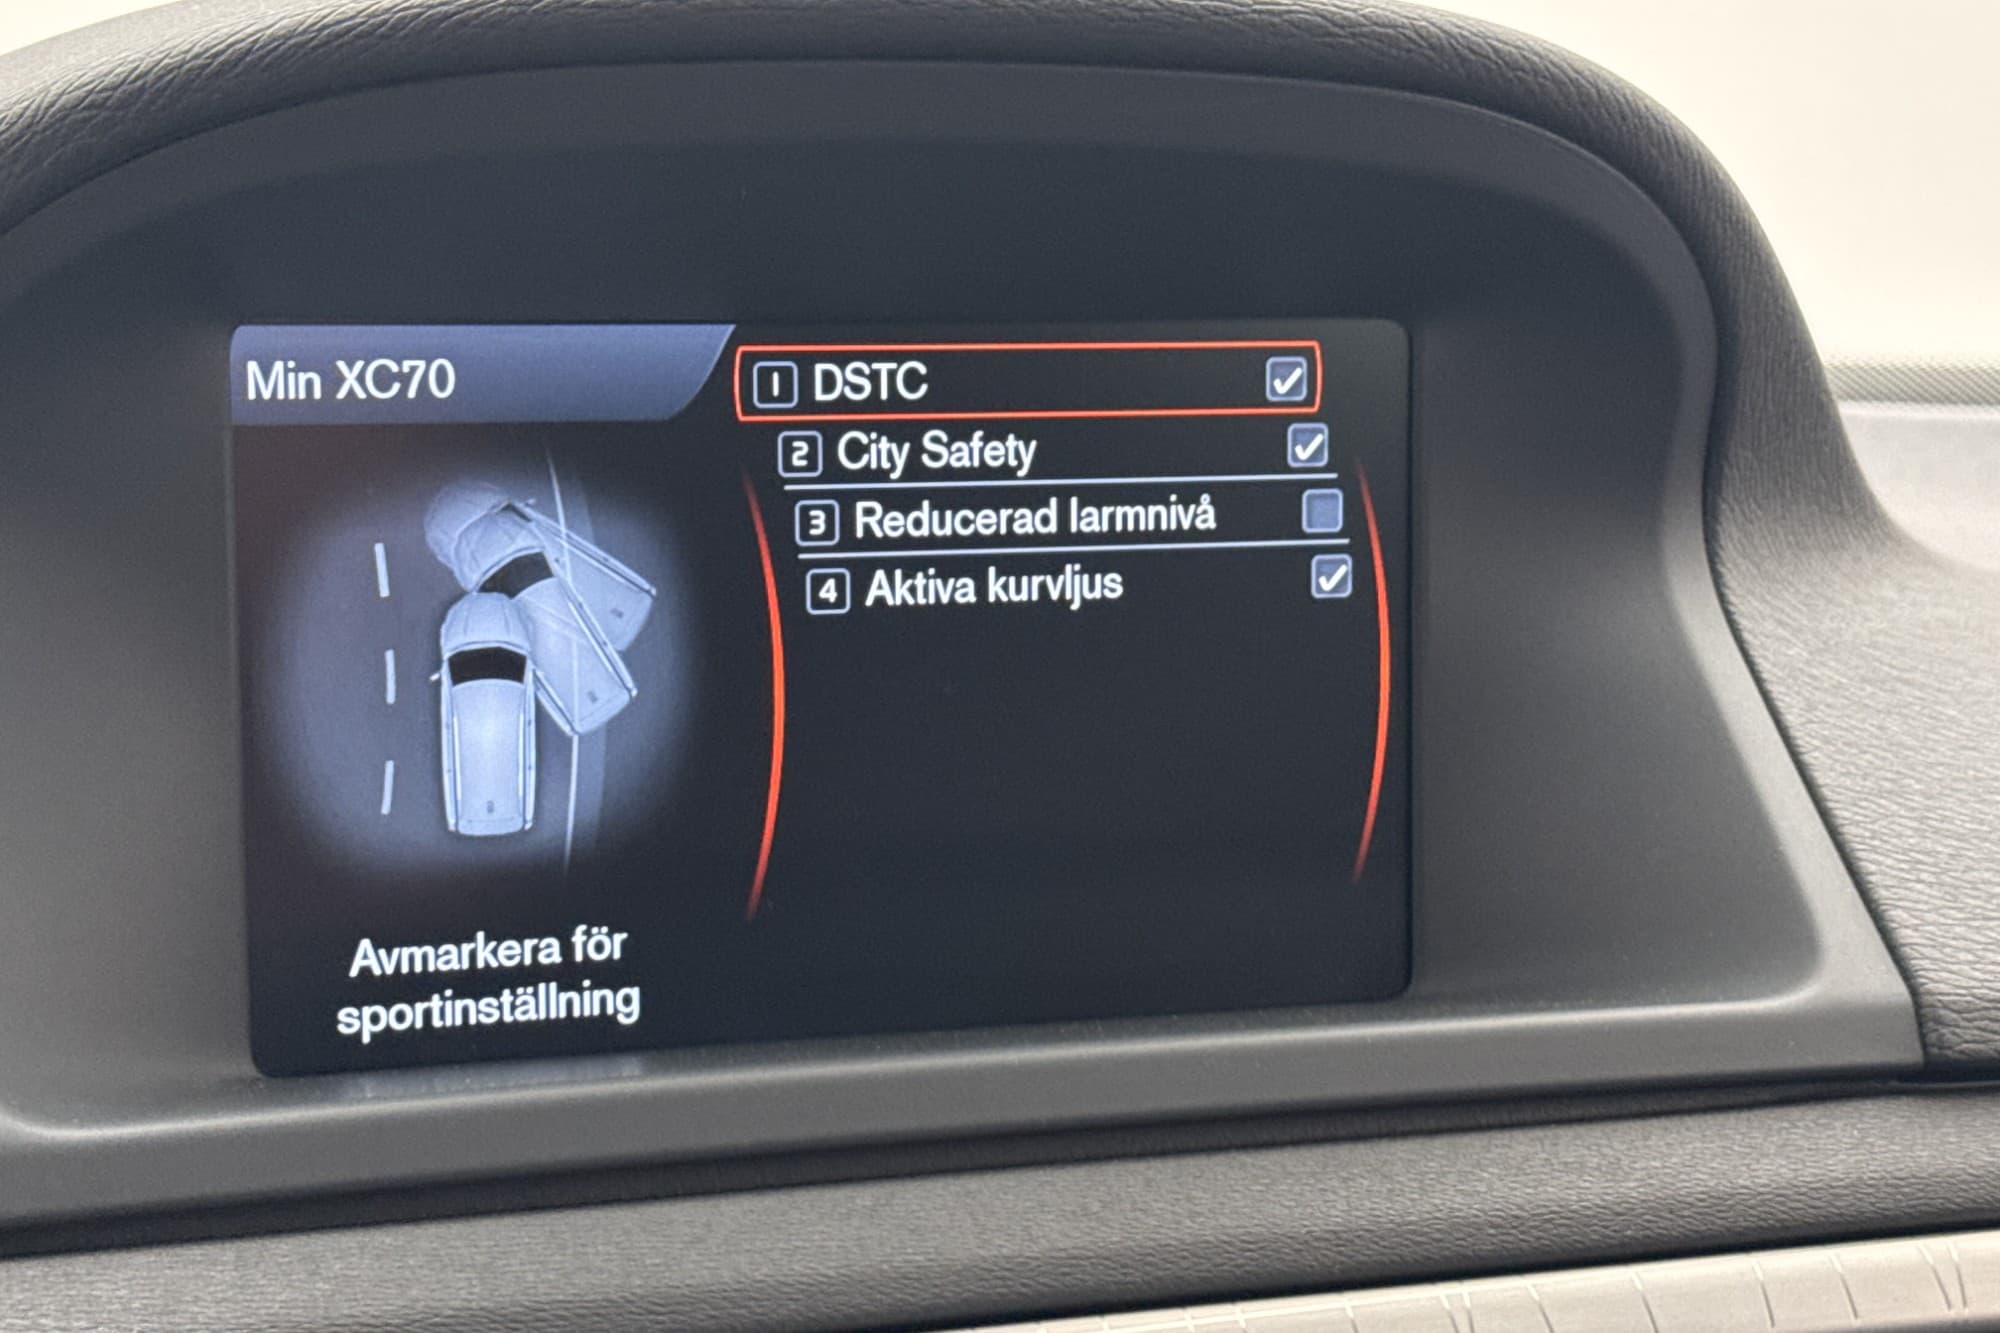 Min XC70
1 DSTC
2 City Safety
3 Reducerad larmnivå
4 Aktiva kurvljus
Avmarkera för
sportinställning